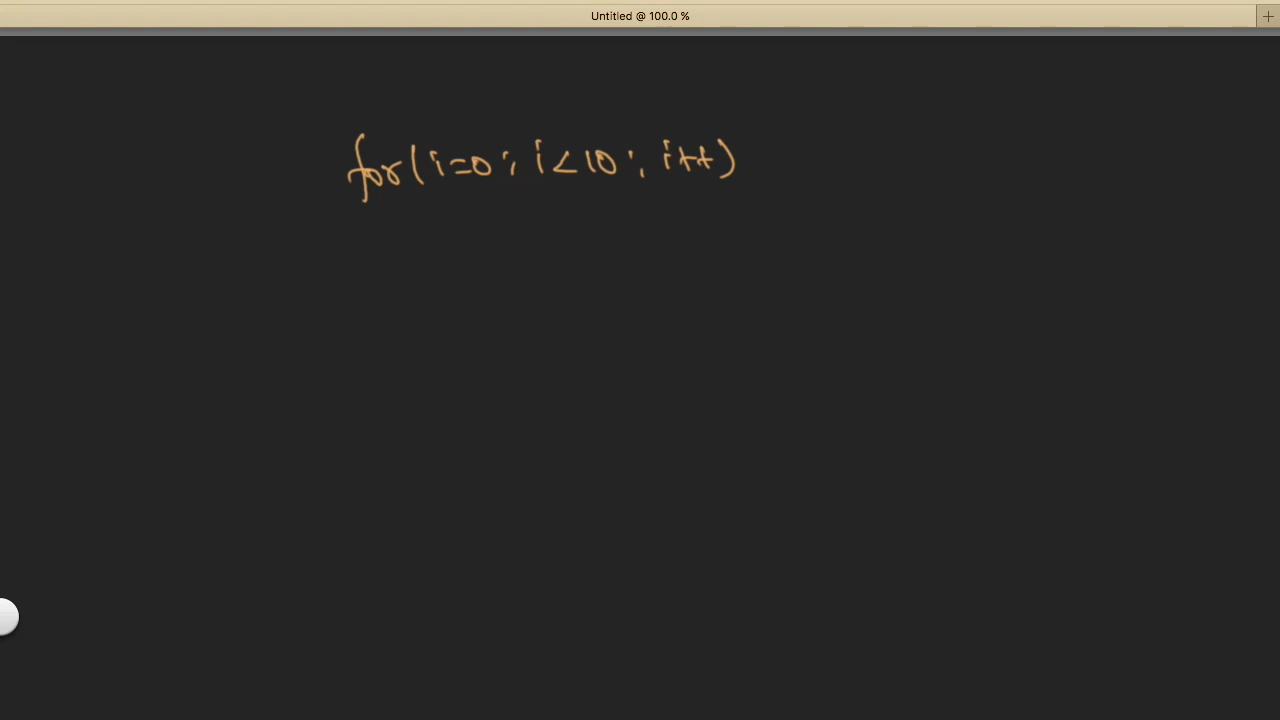 Untitled @ 100.0 %
for(i=0; i<10; i++)